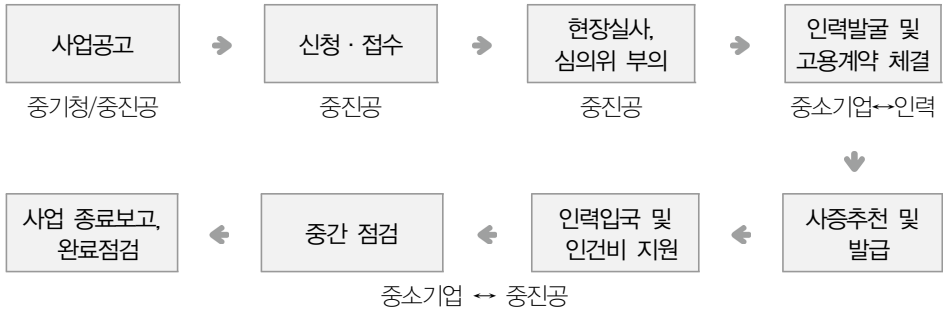 사업공고
중기청/중진공
신청 · 접수
중진공
현장실사,
심의위 부의
중진공
인력발굴 및
고용계약 체결
중소기업↔인력
사증추천 및
발급
인력입국 및
인건비 지원
중간 점검
사업 종료보고,
완료점검
중소기업 ↔ 중진공